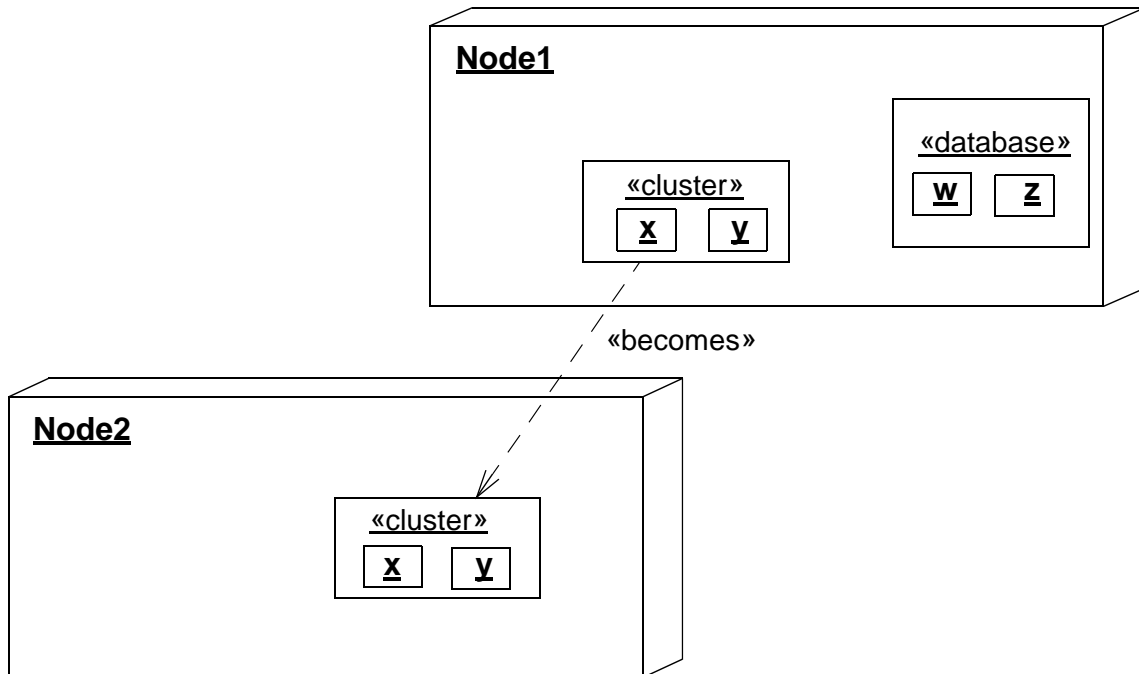 Node1
«database»
w z
«cluster»
x y
«becomes»
Node2
«cluster»
x y